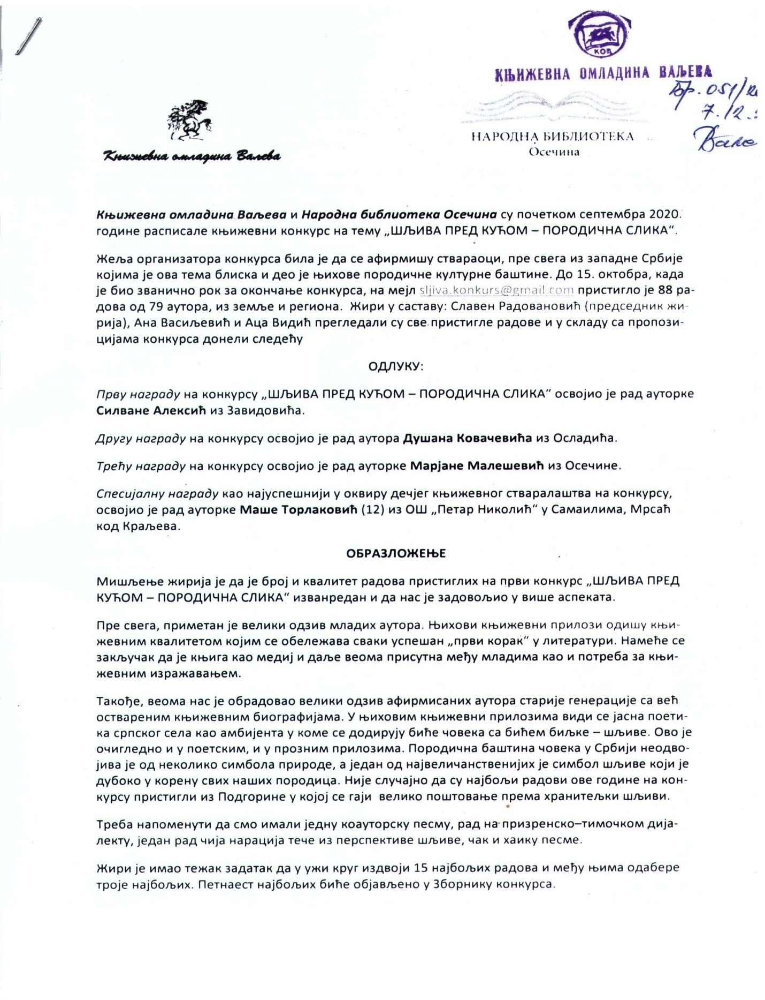 КОВ
КЊИЖЕВНА ОМЛАДИНА ВАЉЕВА
Бр. 051/
7. 12.
НАРОДНА БИБЛИОТЕКА
Осечина
Књижевна омладина Ваљева
Књижевна омладина Ваљева и Народна библиотека Осечина су почетком септембра 2020.
године расписале књижевни конкурс на тему „ШЉИВА ПРЕД КУЋОМ – ПОРОДИЧНА СЛИКА“.
Жеља организатора конкурса била је да се афирмишу ствараоци, пре свега из западне Србије
којима је ова тема блиска и део је њихове породичне културне баштине. До 15. октобра, када
је био званично рок за окончање конкурса, на мејл sljiva.konkurs@gmail.com пристигло је 88 ра-
дова од 79 аутора, из земље и региона. Жири у саставу: Славен Радовановић (председник жи-
рија), Ана Васиљевић и Аца Видић прегледали су све пристигле радове и у складу са пропози-
цијама конкурса донели следећу
ОДЛУКУ:
Прву награду на конкурсу „ШЉИВА ПРЕД КУЋОМ – ПОРОДИЧНА СЛИКА“ освојио је рад ауторке
Силване Алексић из Завидовића.
Другу награду на конкурсу освојио је рад аутора Душана Ковачевића из Осладића.
Трећу награду на конкурсу освојио је рад ауторке Марјане Малешевић из Осечине.
Спесијалну награду као најуспешнији у оквиру дечјег књижевног стваралаштва на конкурсу,
освојио је рад ауторке Маше Торлаковић (12) из ОШ „Петар Николић“ у Самаилима, Мрсаћ
код Краљева.
ОБРАЗЛОЖЕЊЕ
Мишљење жирија је да је број и квалитет радова пристиглих на први конкурс „ШЉИВА ПРЕД
КУЋОМ – ПОРОДИЧНА СЛИКА“ изванредан и да нас је задовољио у више аспеката.
Пре свега, приметан је велики одзив младих аутора. Њихови књижевни прилози одишу књи-
жевним квалитетом којим се обележава сваки успешан „први корак“ у литератури. Намеће се
закључак да је књига као медиј и даље веома присутна међу младима као и потреба за књи-
жевним изражавањем.
Такође, веома нас је обрадовао велики одзив афирмисаних аутора старије генерације са већ
оствареним књижевним биографијама. У њиховим књижевни прилозима види се јасна поети-
ка српског села као амбијента у коме се додирују биће човека са бићем биљке – шљиве. Ово је
очигледно и у поетским, и у прозним прилозима. Породична баштина човека у Србији неодво-
јива је од неколико симбола природе, а један од највеличанственијих је симбол шљиве који је
дубоко у корену свих наших породица. Није случајно да су најбољи радови ове године на кон-
курсу пристигли из Подгорине у којој се гаји велико поштовање према хранитељки шљиви.
Треба напоменути да смо имали једну коауторску песму, рад на призренско–тимочком дија-
лекту, један рад чија нарација тече из перспективе шљиве, чак и хаику песме.
Жири је имао тежак задатак да у ужи круг издвоји 15 најбољих радова и међу њима одабере
троје најбољих. Петнаест најбољих биће објављено у Зборнику конкурса.